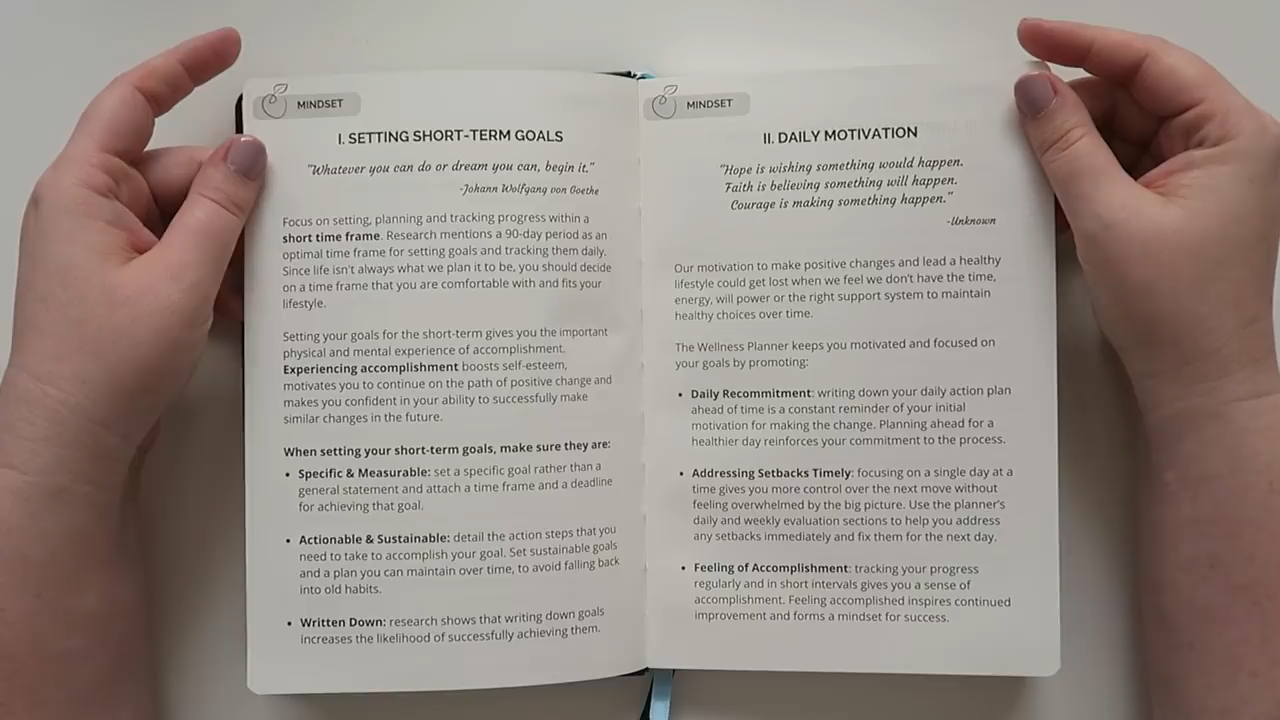 MINDSET
I. SETTING SHORT-TERM GOALS
"Whatever you can do or dream you can, begin it."
-Johann Wolfgang von Goethe
Focus on setting, planning and tracking progress within a
short time frame. Research mentions a 90-day period as an
optimal time frame for setting goals and tracking them daily.
Since life isn't always what we plan it to be, you should decide
on a time frame that you are comfortable with and fits your
lifestyle.
Setting your goals for the short-term gives you the important
physical and mental experience of accomplishment.
Experiencing accomplishment boosts self-esteem,
motivates you to continue on the path of positive change and
makes you confident in your ability to successfully make
similar changes in the future.
When setting your short-term goals, make sure they are:
• Specific & Measurable: set a specific goal rather than a
general statement and attach a time frame and a deadline
for achieving that goal.
• Actionable & Sustainable: detail the action steps that you
need to take to accomplish your goal. Set sustainable goals
and a plan you can maintain over time, to avoid falling back
into old habits.
• Written Down: research shows that writing down goals
increases the likelihood of successfully achieving them.
MINDSET
II. DAILY MOTIVATION
"Hope is wishing something would happen.
Faith is believing something will happen.
Courage is making something happen."
-Unknown
Our motivation to make positive changes and lead a healthy
lifestyle could get lost when we feel we don't have the time,
energy, will power or the right support system to maintain
healthy choices over time.
The Wellness Planner keeps you motivated and focused on
your goals by promoting:
• Daily Recommitment: writing down your daily action plan
ahead of time is a constant reminder of your initial
motivation for making the change. Planning ahead for a
healthier day reinforces your commitment to the process.
• Addressing Setbacks Timely: focusing on a single day at a
time gives you more control over the next move without
feeling overwhelmed by the big picture. Use the planner's
daily and weekly evaluation sections to help you address
any setbacks immediately and fix them for the next day.
• Feeling of Accomplishment: tracking your progress
regularly and in short intervals gives you a sense of
accomplishment. Feeling accomplished inspires continued
improvement and forms a mindset for success.